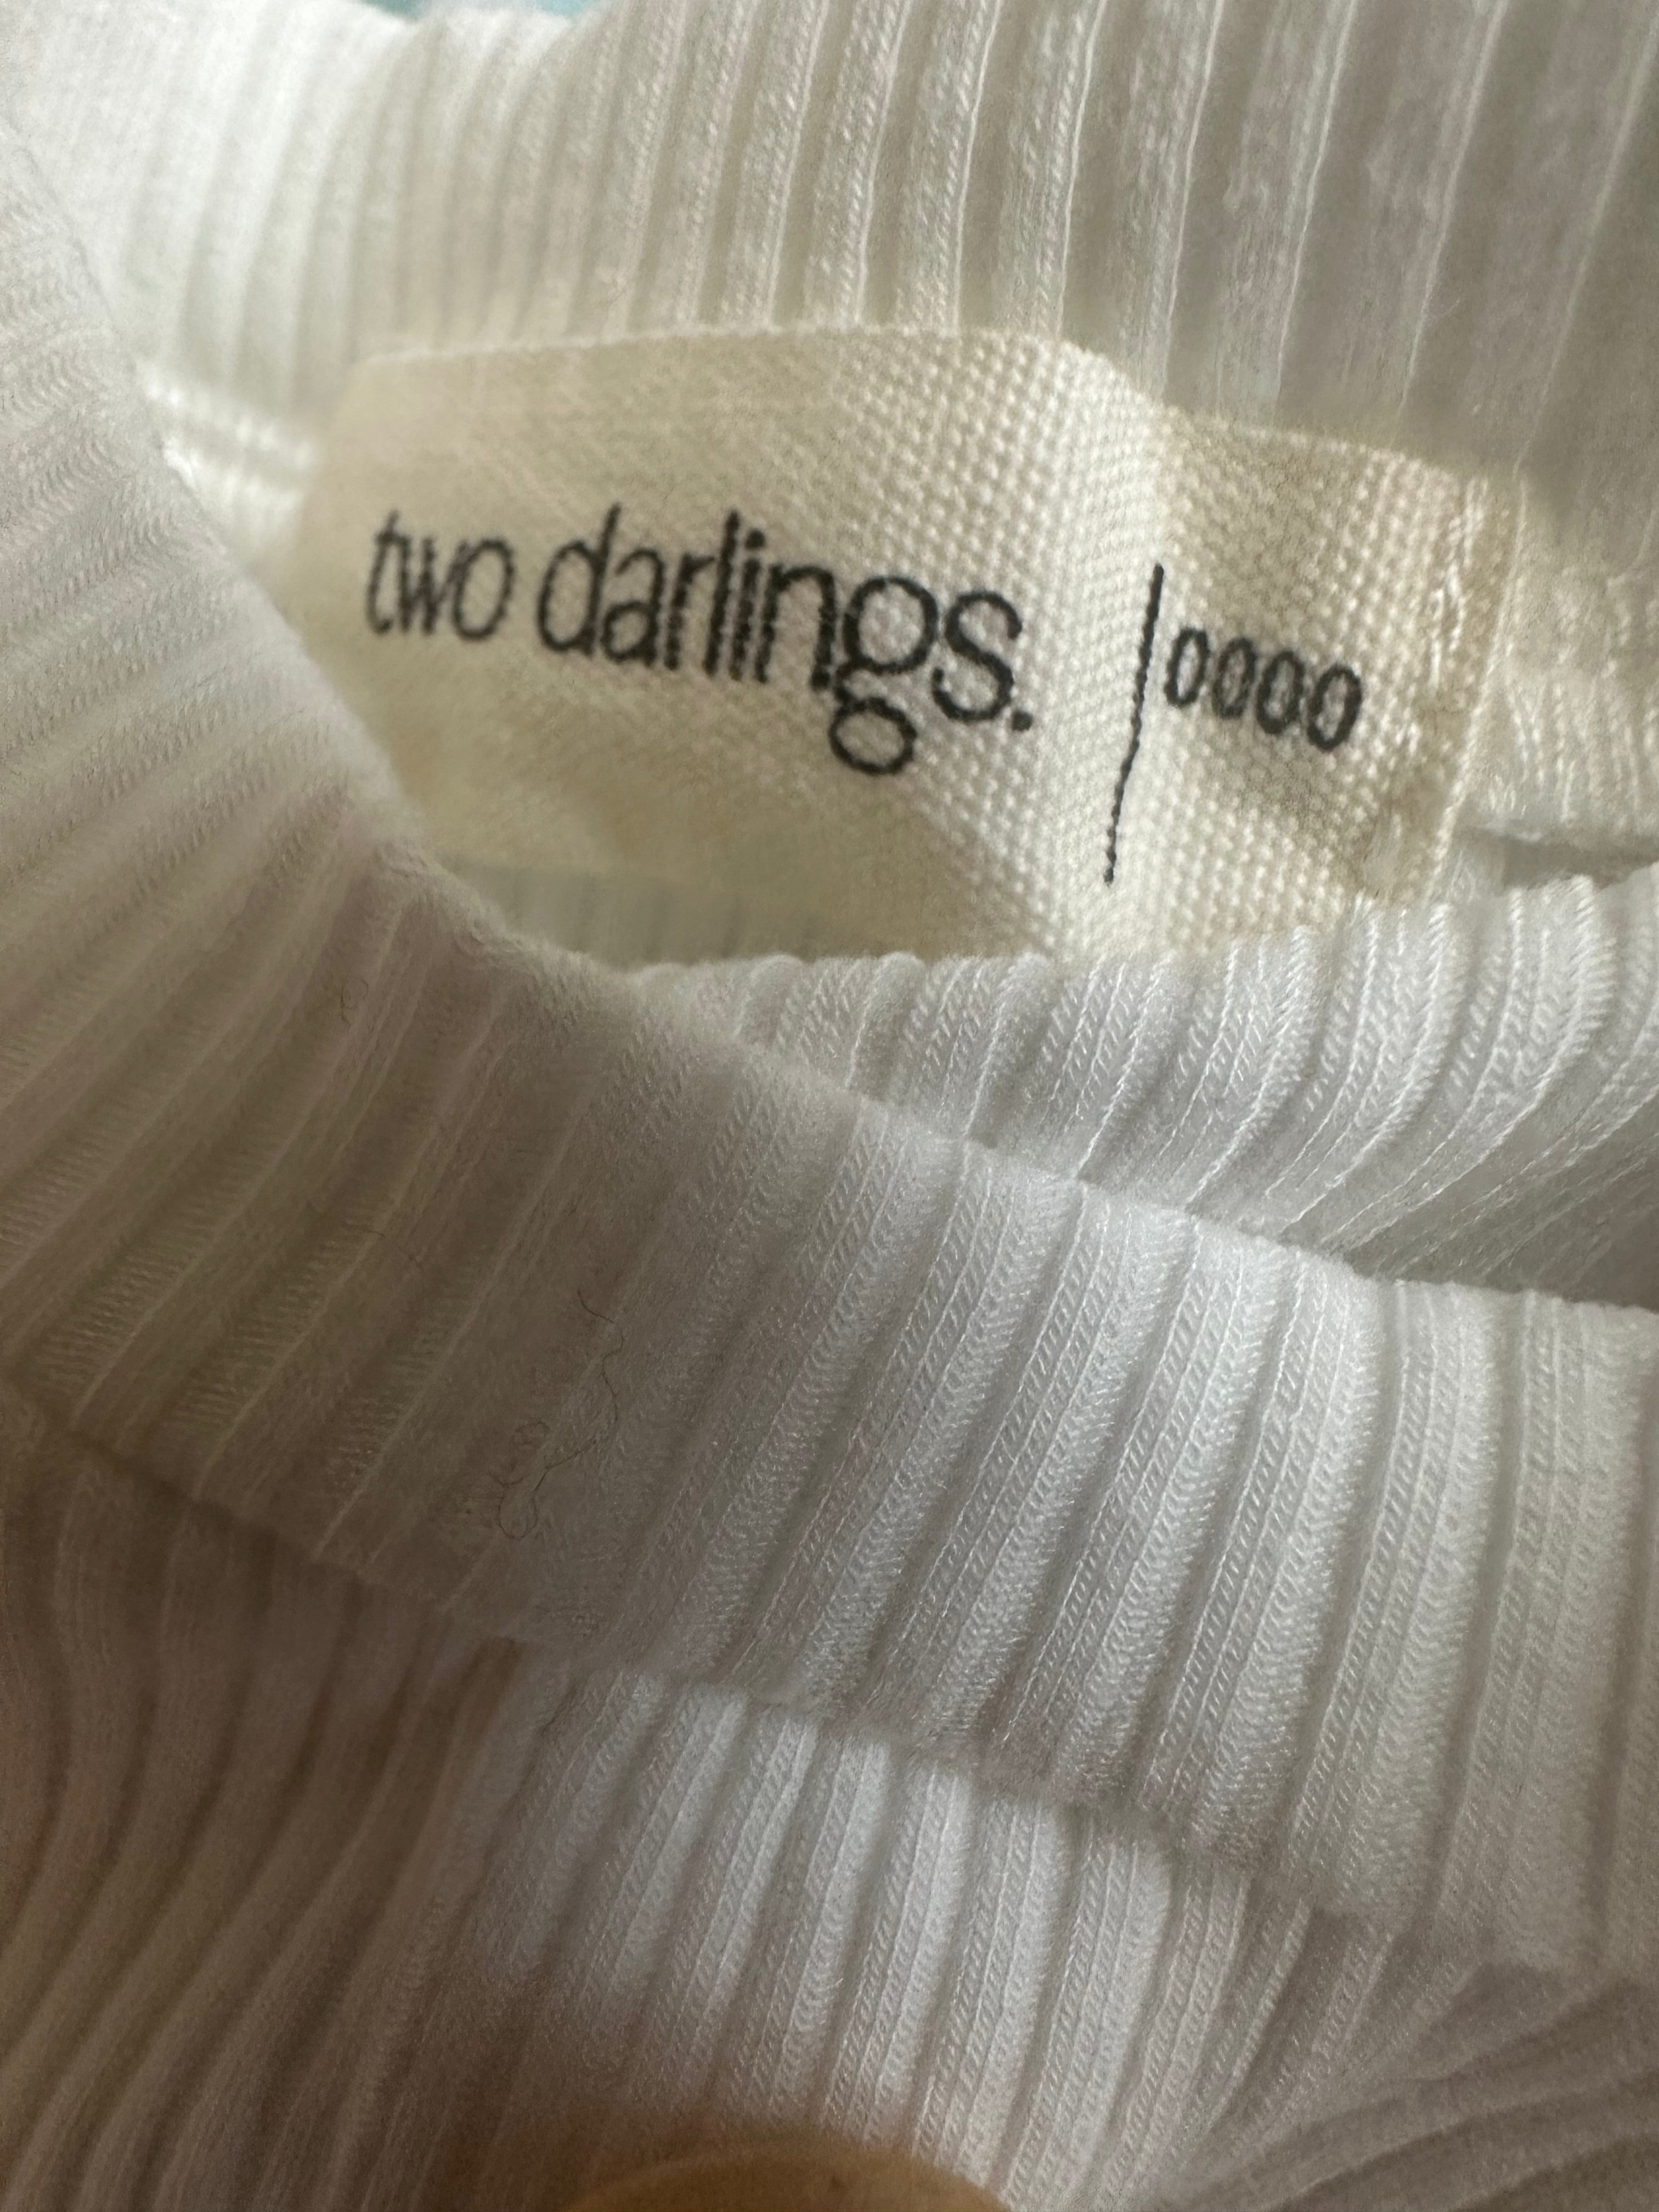 two darlings. | 0000